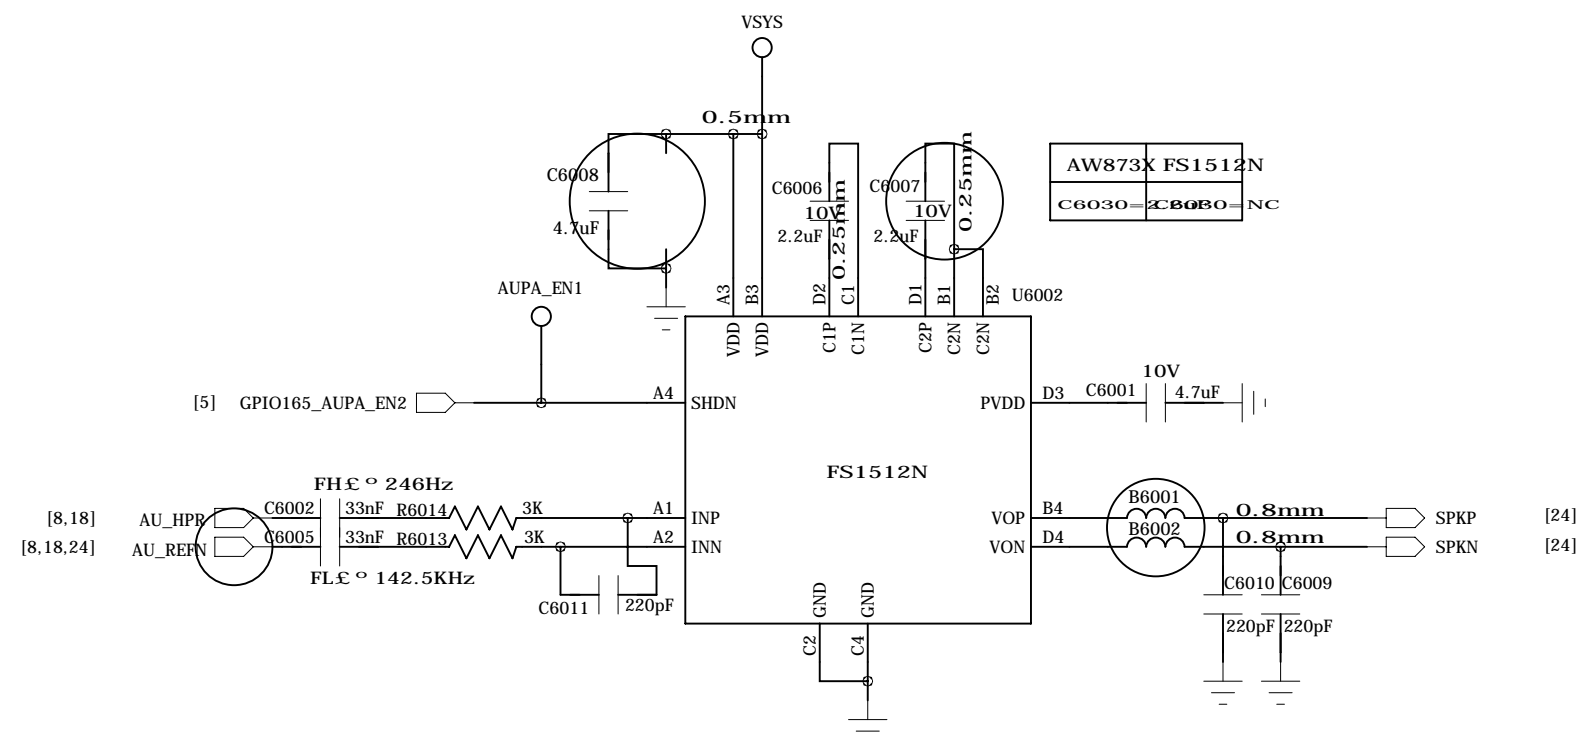 VSYS
0.5mm
C6008
4.7uF
C6006
10V
2.2uF
0.25mm
C6007
10V
2.2uF
0.25mm
AW873X FS1512N
C6030=2.2uF C6030=NC
AUPA_EN1
A3
B3
D2
C1
D1
B1
B2
U6002
VDD
VDD
C1P
C1N
C2P
C2N
C2N
[5] GPIO165_AUPA_EN2
A4
SHDN
PVDD
D3
C6001
10V
4.7uF
FS1512N
FH£º 246Hz
[8,18] AU_HPR
C6002
33nF
R6014
3K
A1
INP
[8,18,24] AU_REFN
C6005
33nF
R6013
3K
A2
INN
FL£º 142.5KHz
C6011
220pF
VOP
B4
B6001
0.8mm
SPKP
[24]
VON
D4
B6002
0.8mm
SPKN
[24]
C6010
220pF
C6009
220pF
GND
GND
C2
C4